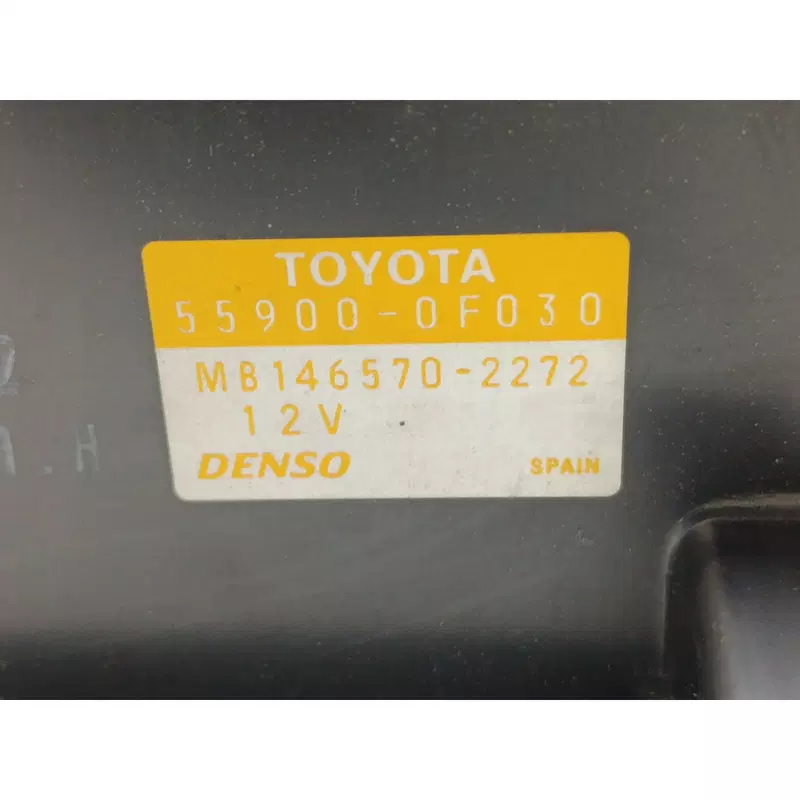 TOYOTA
55900-0F030
MB146570-2272
12V
DENSO SPAIN
A.H